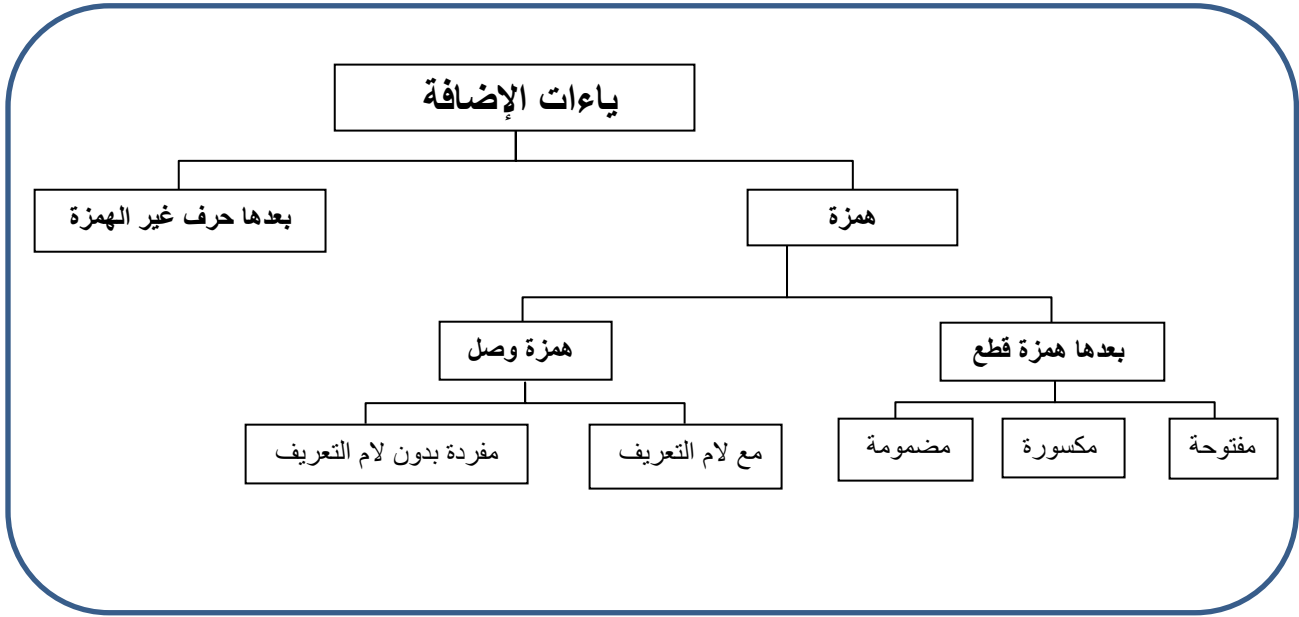 ياءات الإضافة
همزة
بعدها حرف غير الهمزة
بعدها همزة قطع
همزة وصل
مفتوحة
مكسورة
مضمومة
مع لام التعريف
مفردة بدون لام التعريف